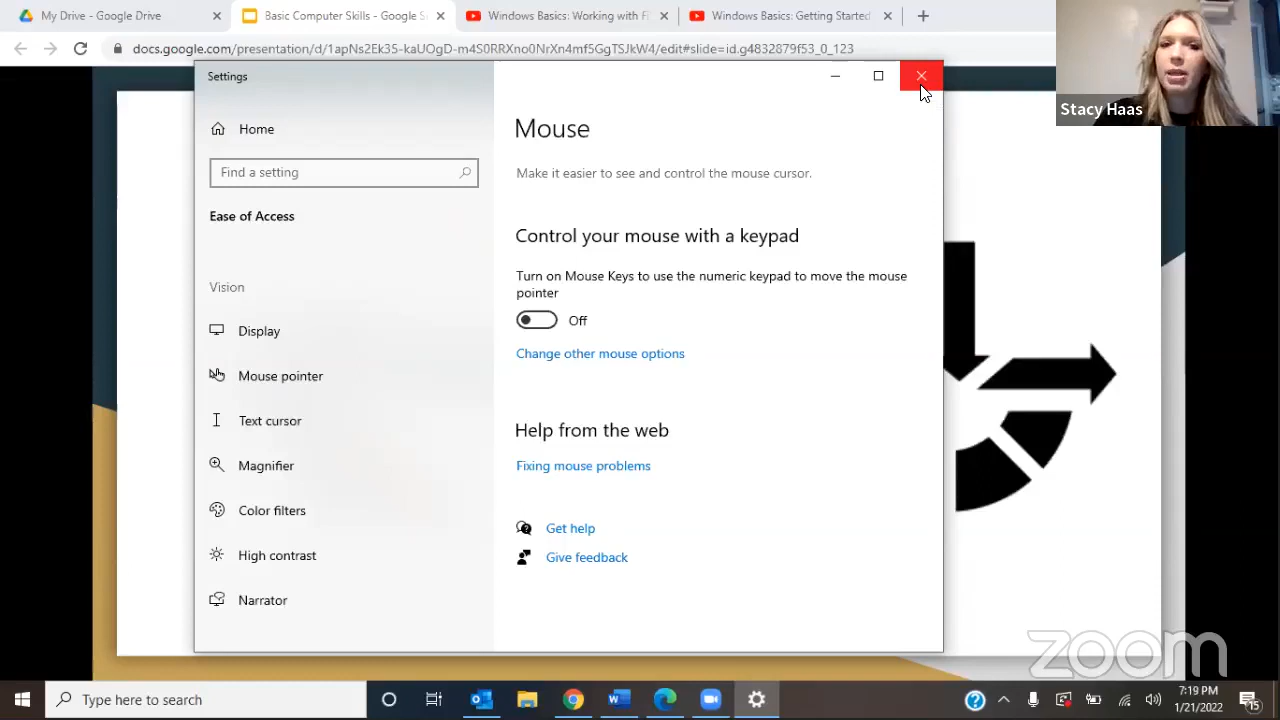 My Drive - Google Drive
Basic Computer Skills - Google S
Windows Basics: Working with Fi
Windows Basics: Getting Started
docs.google.com/presentation/d/1apNs2Ek35-kaUOgD-m-S0RRXno0NrXn4mf5GgTSJkW4/edit#slide=id.g4832879f53_0_123
Stacy Haas
Settings
Home
Find a setting
Ease of Access
Vision
Display
Mouse pointer
Text cursor
Magnifier
Color filters
High contrast
Narrator
Mouse
Make it easier to see and control the mouse cursor.
Control your mouse with a keypad
Turn on Mouse Keys to use the numeric keypad to move the mouse
pointer
Off
Change other mouse options
Help from the web
Fixing mouse problems
Get help
Give feedback
zoom
Type here to search
7:19 PM
1/21/2022
15